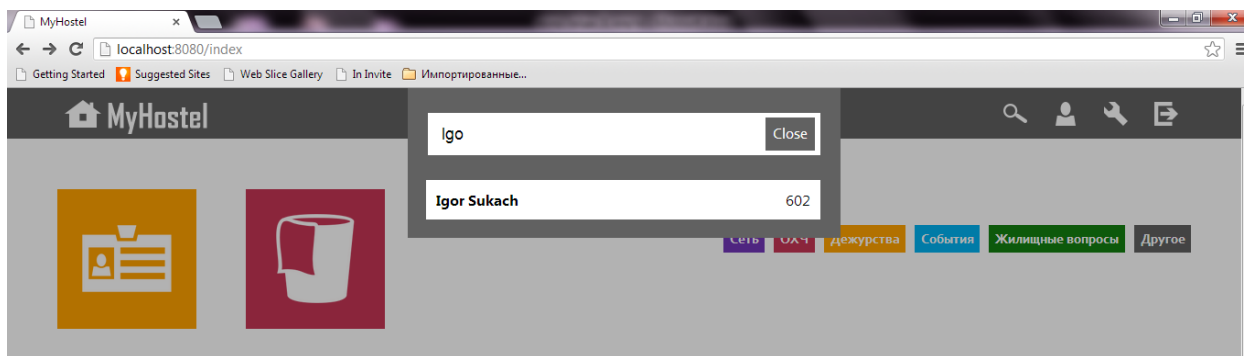 MyHostel
localhost:8080/index
Getting Started Suggested Sites Web Slice Gallery In Invite Импортированные...
MyHostel
Igo Close
Igor Sukach 602
Сеть ОХЧ Дежурства События Жилищные вопросы Другое